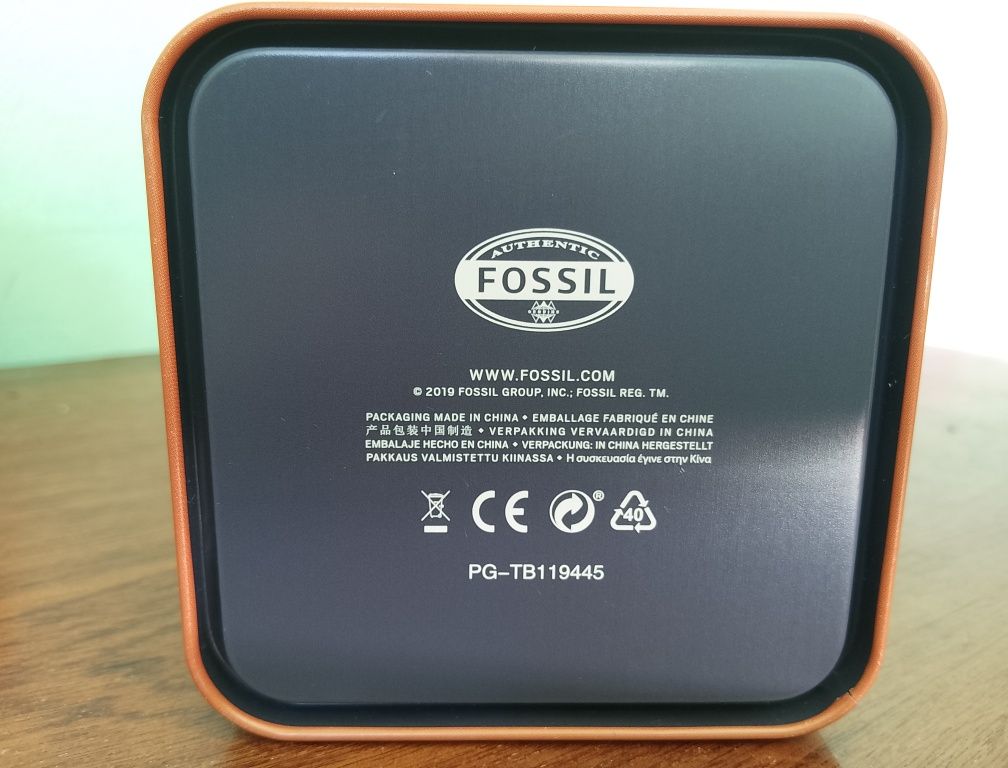 AUTHENTIC
FOSSIL
WWW.FOSSIL.COM
© 2019 FOSSIL GROUP, INC.; FOSSIL REG. TM.
PACKAGING MADE IN CHINA ⬥ EMBALLAGE FABRIQUÉ EN CHINE
产品包装中国制造 ⬥ VERPAKKING VERVAARDIGD IN CHINA
EMBALAJE HECHO EN CHINA ⬥ VERPACKUNG: IN CHINA HERGESTELLT
PAKKAUS VALMISTETTU KIINASSA ⬥ Η συσκευασία έγινε στην Κίνα
CE ® 40
PG–TB119445